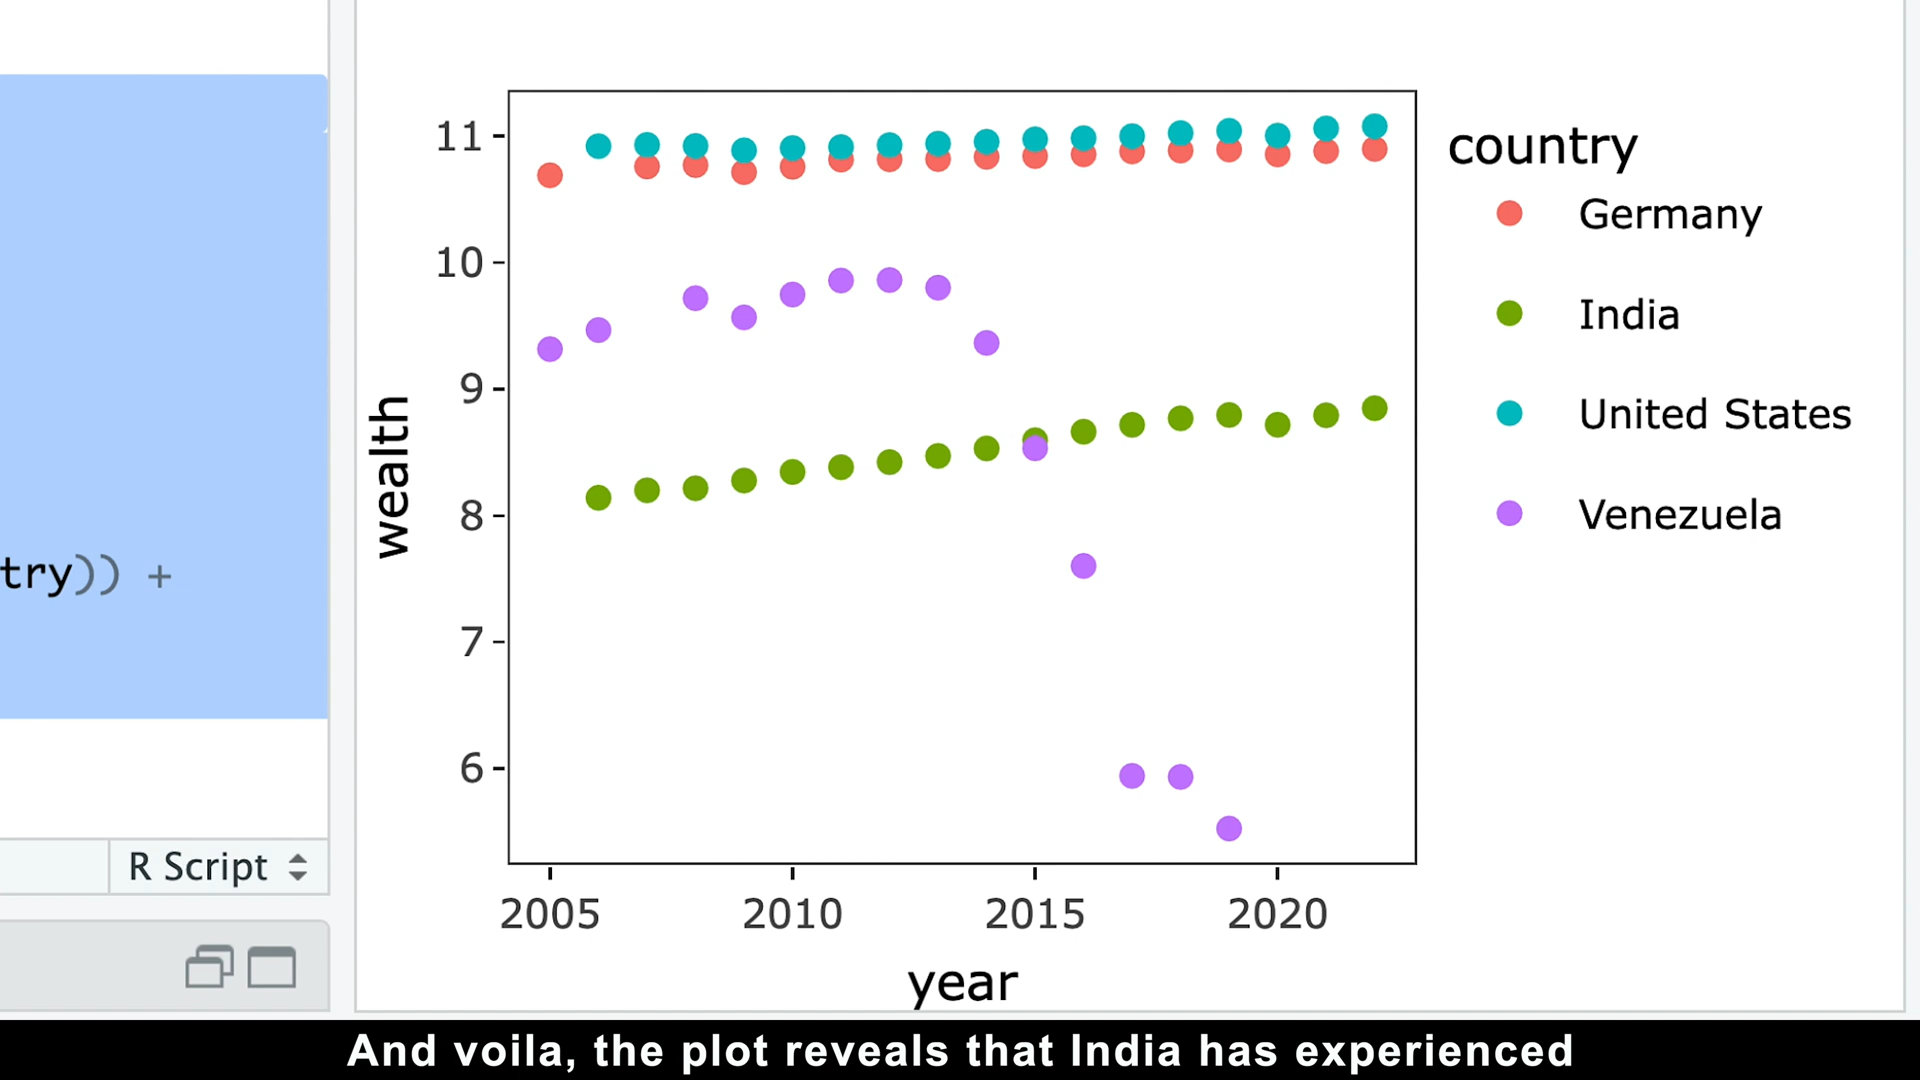 try)) +
R Script
wealth
11
10
9
8
7
6
2005 2010 2015 2020
year
country
Germany
India
United States
Venezuela
And voila, the plot reveals that India has experienced